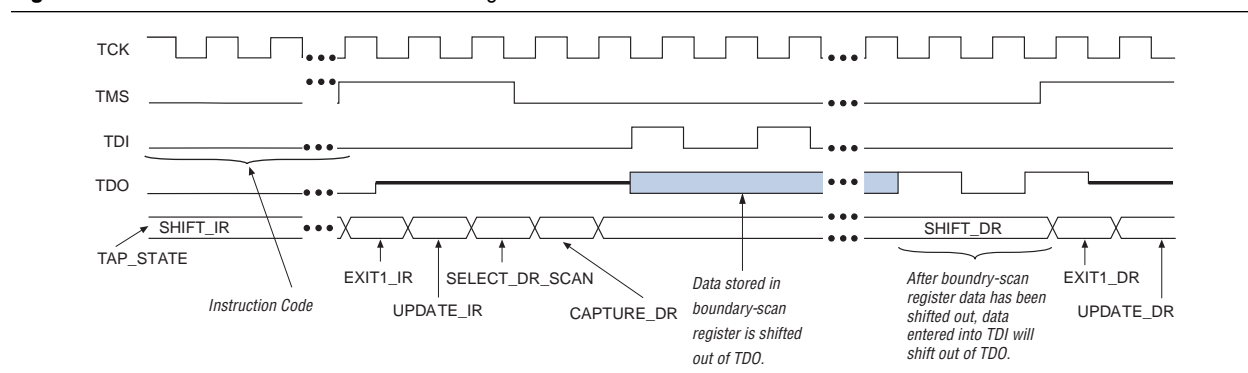 TCK
TMS
TDI
TDO
SHIFT_IR
SHIFT_DR
TAP_STATE
EXIT1_IR
SELECT_DR_SCAN
Instruction Code
UPDATE_IR
CAPTURE_DR
Data stored in
boundary-scan
register is shifted
out of TDO.
After boundry-scan
register data has been
shifted out, data
entered into TDI will
shift out of TDO.
EXIT1_DR
UPDATE_DR